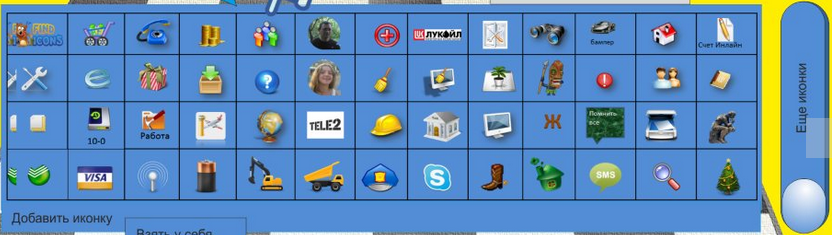 FIND
ICONS
ЛУКОЙЛ
бампер
Счет Инлайн
10-0
Работа
TELE2
Ж
Помнить
все
VISA
S
SMS
Добавить иконку
Взять у себя
Еще иконки